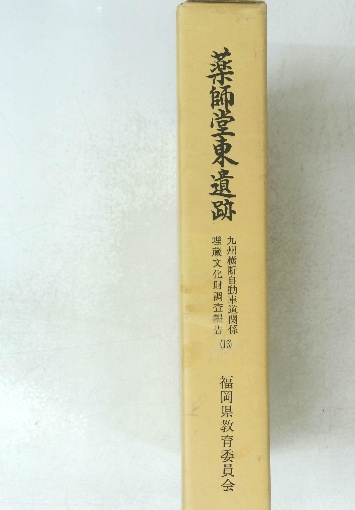 薬師堂東遺跡
九州横断自動車道関係
埋蔵文化財調査報告
福岡県教育委員会